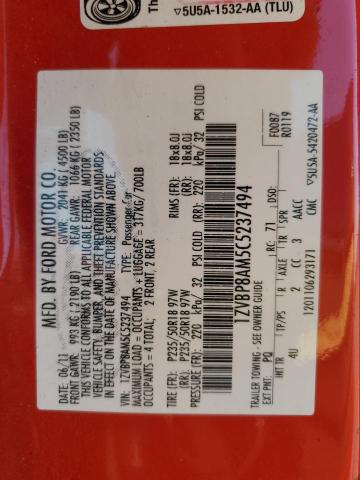 Th
▽5U5A-1532-AA (TLU)
MFD. BY FORD MOTOR CO.
DATE: 06/11 GVWR: 2041 KG (4500 LB)
FRONT GAWR: 993 KG (2190 LB) REAR GAWR: 1066 KG (2350 LB)
THIS VEHICLE CONFORMS TO ALL APPLICABLE FEDERAL MOTOR
VEHICLE SAFETY, BUMPER, AND THEFT PREVENTION STANDARDS
IN EFFECT ON THE DATE OF MANUFACTURE SHOWN ABOVE
VIN: 1ZVBP8AM5C5237494 TYPE: Passenger Car
MAXIMUM LOAD = OCCUPANTS + LUGGAGE = 317KG / 700LB
OCCUPANTS = 4 TOTAL: 2 FRONT, 2 REAR
TIRE (FR): P235/50R18 97W RIMS (FR): 18x8.0J
(RR): P235/50R18 97W (RR): 18x8.0J
PRESSURE (FR): 220 kPa/ 32 PSI COLD (RR): 220 kPa/ 32 PSI COLD
1ZVBP8AM5C5237494
F0087
R0119
TRAILER TOWING - SEE OWNER GUIDE
EXT PNT: PQ RC: 71 DSO:
INT TR TP/PS R AXLE TR SPR
4U 2 CC 3 AACC
1201106293171 CMC ▽5U5A-5420472-AA